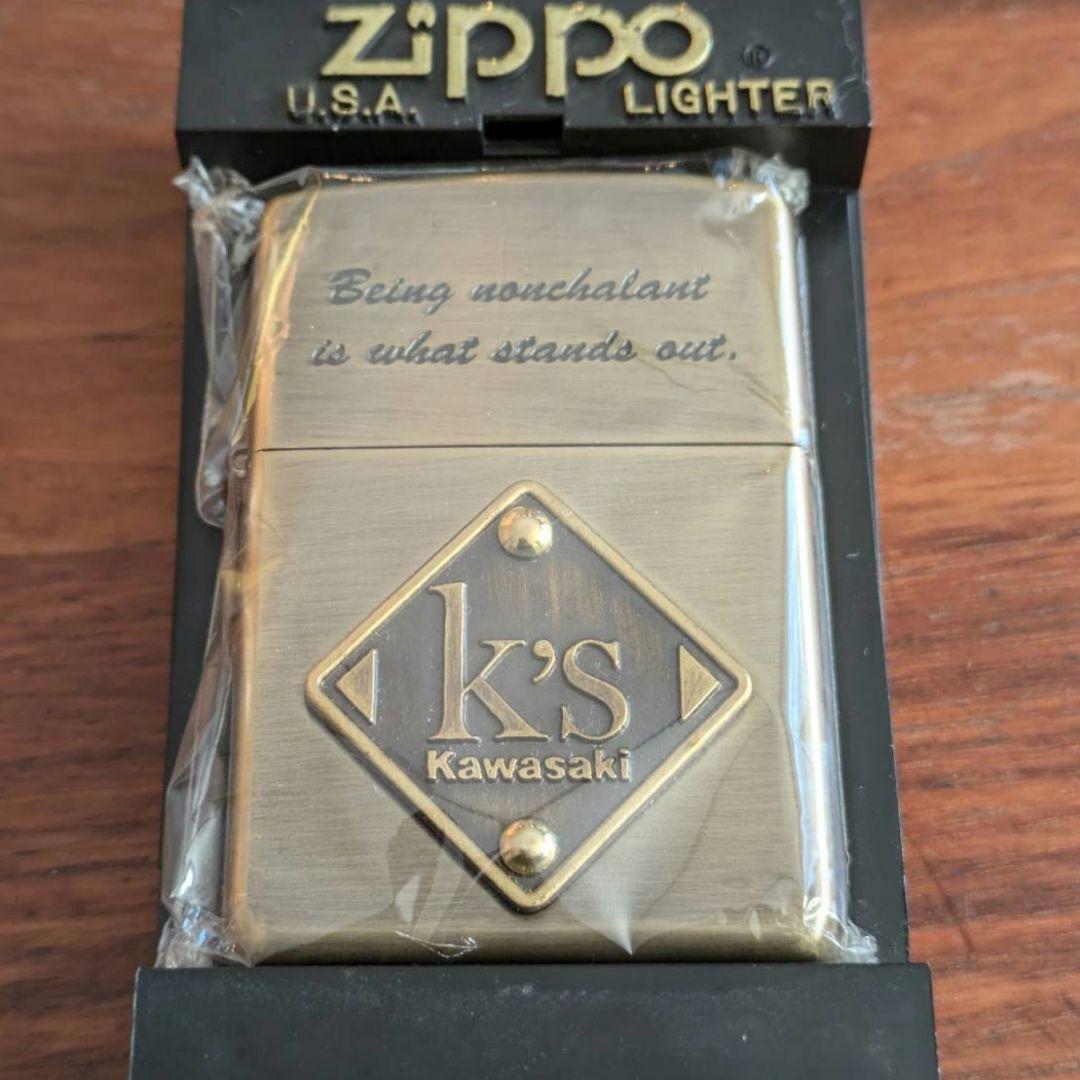 Zippo
®
U.S.A. LIGHTER
Being nonchalant
is what stands out.
k's
Kawasaki